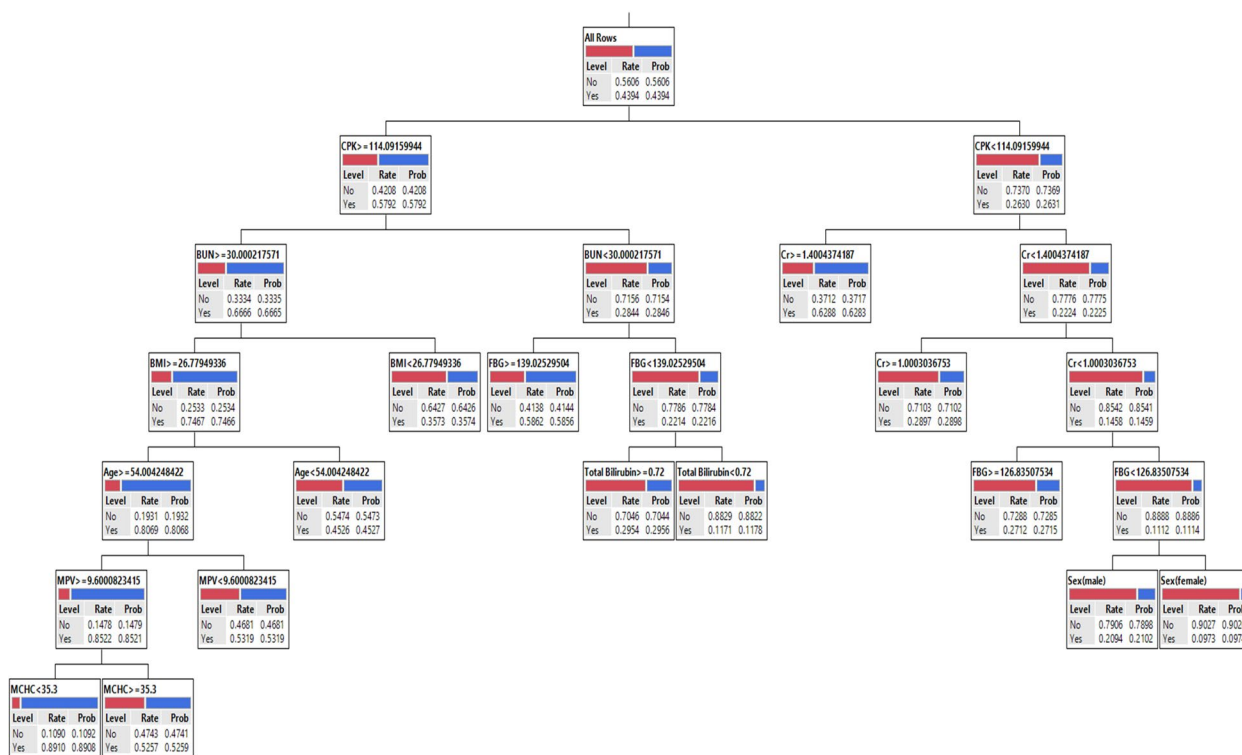 All Rows
Level Rate Prob
No 0.5606 0.5606
Yes 0.4394 0.4394
CPK>=114.09159944
Level Rate Prob
No 0.4208 0.4208
Yes 0.5792 0.5792
CPK<114.09159944
Level Rate Prob
No 0.7370 0.7369
Yes 0.2630 0.2631
BUN>=30.000217571
Level Rate Prob
No 0.3334 0.3335
Yes 0.6666 0.6665
BUN<30.000217571
Level Rate Prob
No 0.7156 0.7154
Yes 0.2844 0.2846
Cr>=1.4004374187
Level Rate Prob
No 0.3712 0.3717
Yes 0.6288 0.6283
Cr<1.4004374187
Level Rate Prob
No 0.7776 0.7775
Yes 0.2224 0.2225
BMI>=26.77949336
Level Rate Prob
No 0.2533 0.2534
Yes 0.7467 0.7466
BMI<26.77949336
Level Rate Prob
No 0.6427 0.6426
Yes 0.3573 0.3574
FBG>=139.02529504
Level Rate Prob
No 0.4138 0.4144
Yes 0.5862 0.5856
FBG<139.02529504
Level Rate Prob
No 0.7786 0.7784
Yes 0.2214 0.2216
Cr>=1.0003036753
Level Rate Prob
No 0.7103 0.7102
Yes 0.2897 0.2898
Cr<1.0003036753
Level Rate Prob
No 0.8542 0.8541
Yes 0.1458 0.1459
Age>=54.004248422
Level Rate Prob
No 0.1931 0.1932
Yes 0.8069 0.8068
Age<54.004248422
Level Rate Prob
No 0.5474 0.5473
Yes 0.4526 0.4527
Total Bilirubin>=0.72
Level Rate Prob
No 0.7046 0.7044
Yes 0.2954 0.2956
Total Bilirubin<0.72
Level Rate Prob
No 0.8829 0.8822
Yes 0.1171 0.1178
FBG>=126.83507534
Level Rate Prob
No 0.7288 0.7285
Yes 0.2712 0.2715
FBG<126.83507534
Level Rate Prob
No 0.8888 0.8886
Yes 0.1112 0.1114
MPV>=9.6000823415
Level Rate Prob
No 0.1478 0.1479
Yes 0.8522 0.8521
MPV<9.6000823415
Level Rate Prob
No 0.4681 0.4681
Yes 0.5319 0.5319
Sex(male)
Level Rate Prob
No 0.7906 0.7898
Yes 0.2094 0.2102
Sex(female)
Level Rate Prob
No 0.9027
Yes 0.0973
MCHC<35.3
Level Rate Prob
No 0.1090 0.1092
Yes 0.8910 0.8908
MCHC>=35.3
Level Rate Prob
No 0.4743 0.4741
Yes 0.5257 0.5259